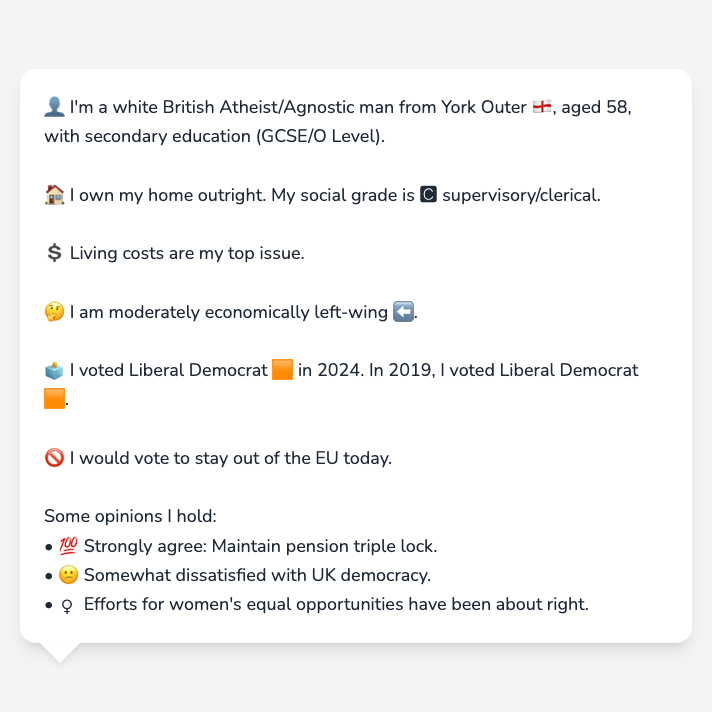 👤 I'm a white British Atheist/Agnostic man from York Outer 🏴󠁧󠁢󠁥󠁮󠁧󠁿, aged 58,
with secondary education (GCSE/O Level).
🏠 I own my home outright. My social grade is 🅲 supervisory/clerical.
💲 Living costs are my top issue.
🤔 I am moderately economically left-wing ⬅️.
🗳️ I voted Liberal Democrat 🟧 in 2024. In 2019, I voted Liberal Democrat
🟧.
🚫 I would vote to stay out of the EU today.
Some opinions I hold:
• 💯 Strongly agree: Maintain pension triple lock.
• 😕 Somewhat dissatisfied with UK democracy.
• ♀ Efforts for women's equal opportunities have been about right.